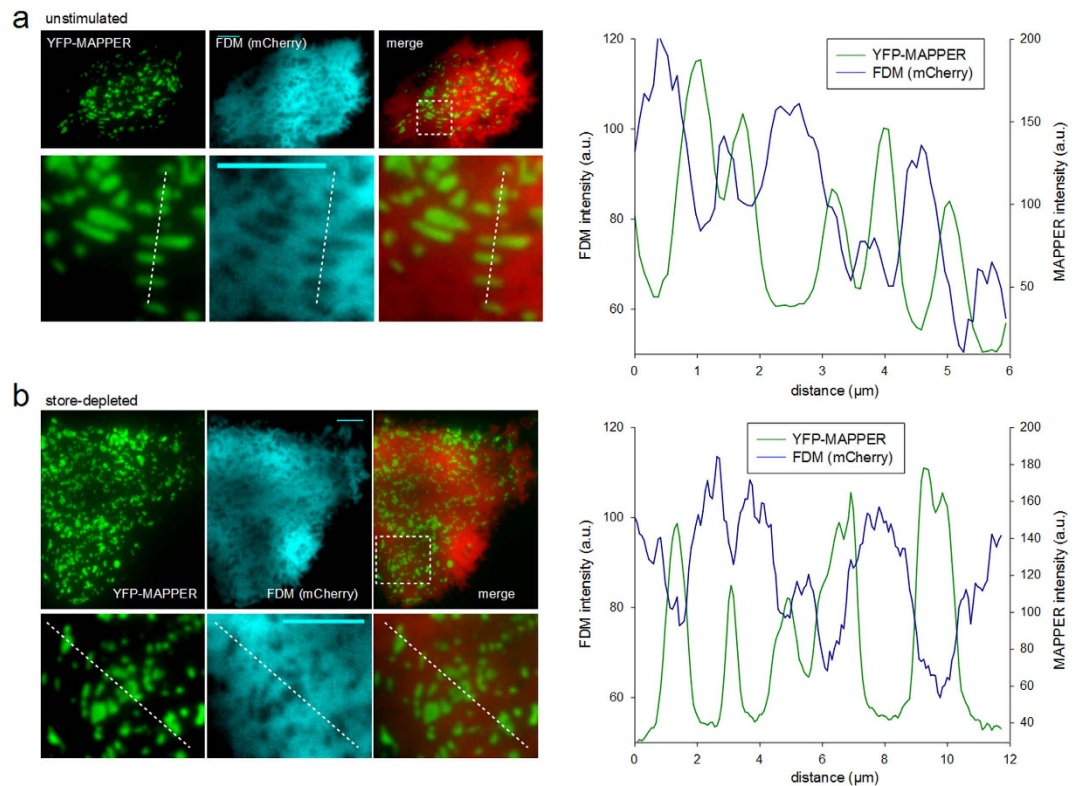 a
unstimulated
YFP-MAPPER
FDM (mCherry)
merge
YFP-MAPPER
FDM (mCherry)
FDM intensity (a.u.)
120
100
80
60
MAPPER intensity (a.u.)
200
150
100
50
0
1
2
3
4
5
6
distance (µm)
b
store-depleted
YFP-MAPPER
FDM (mCherry)
merge
YFP-MAPPER
FDM (mCherry)
FDM intensity (a.u.)
120
100
80
60
MAPPER intensity (a.u.)
200
180
160
140
120
100
80
60
40
0
2
4
6
8
10
12
distance (µm)